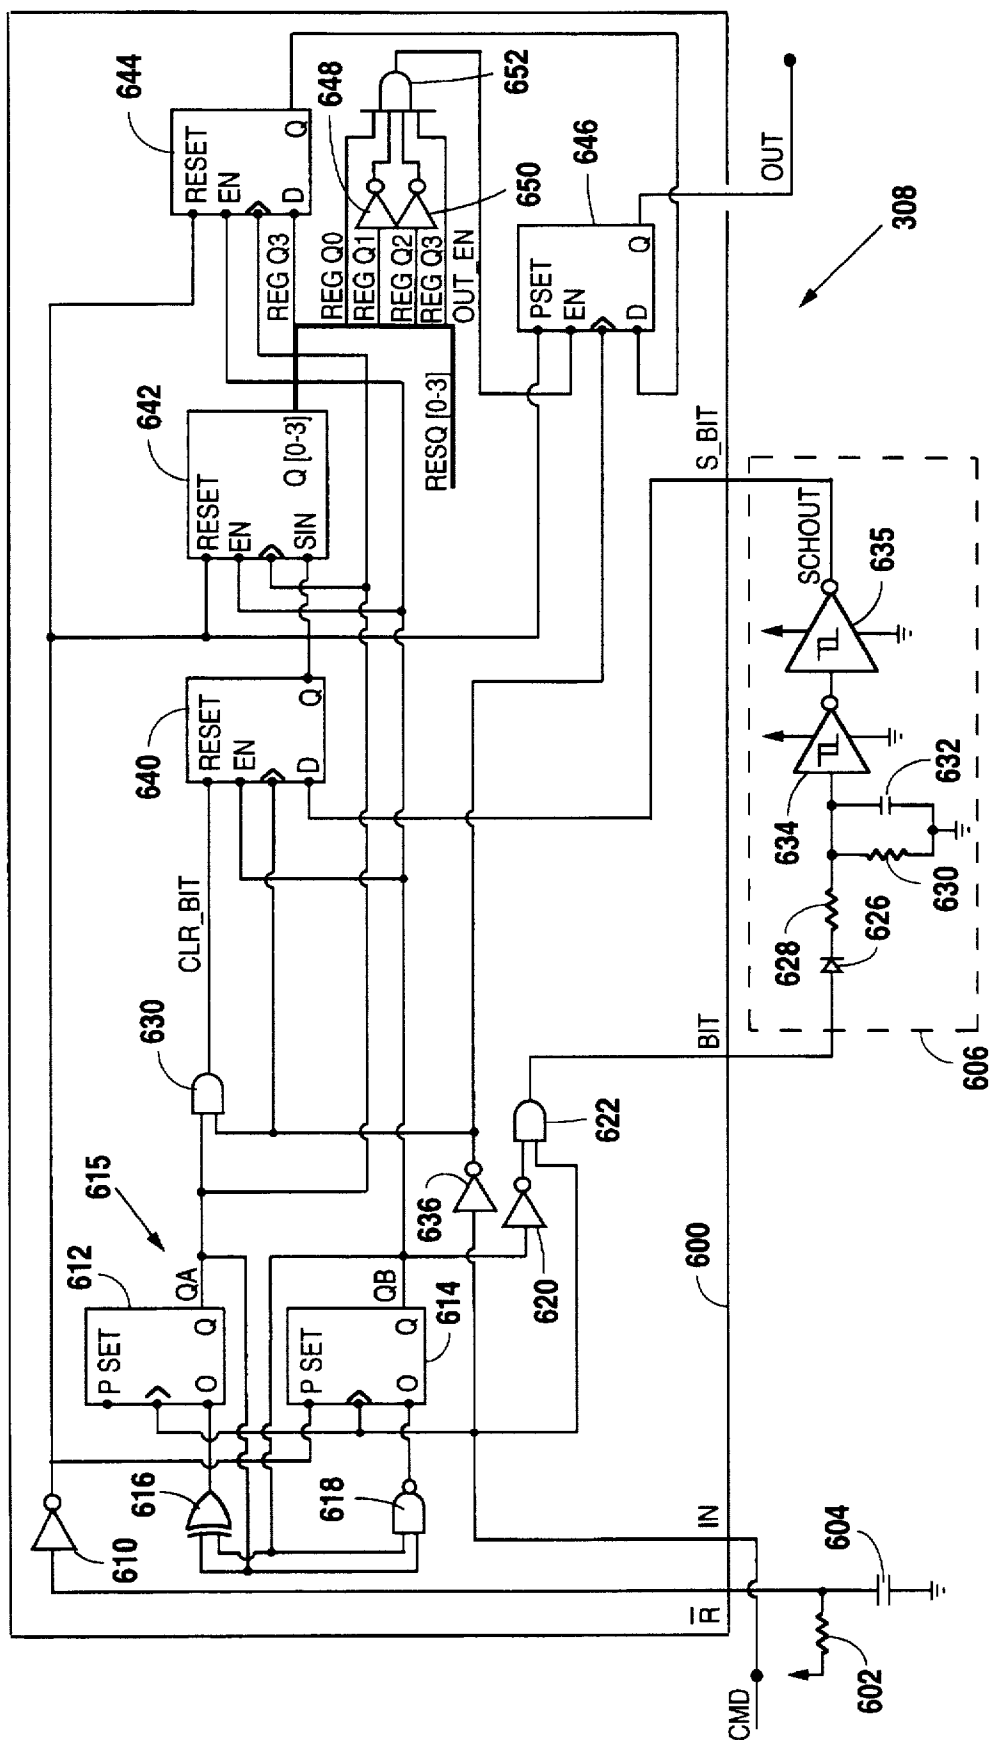 644
RESET
EN
D
Q
REG Q3
REG Q0
REG Q1
REG Q2
REG Q3
OUT_EN
648
652
650
646
PSET
EN
D
Q
OUT
308
642
RESET
EN
SIN
Q [0-3]
RESQ [0-3]
S_BIT
SCHOUT
635
640
RESET
EN
D
Q
634
632
630
628
626
606
CLR_BIT
630
BIT
622
636
620
615
612
P SET
O
Q
QA
614
P SET
O
Q
QB
600
616
618
610
IN
R̅
604
602
CMD